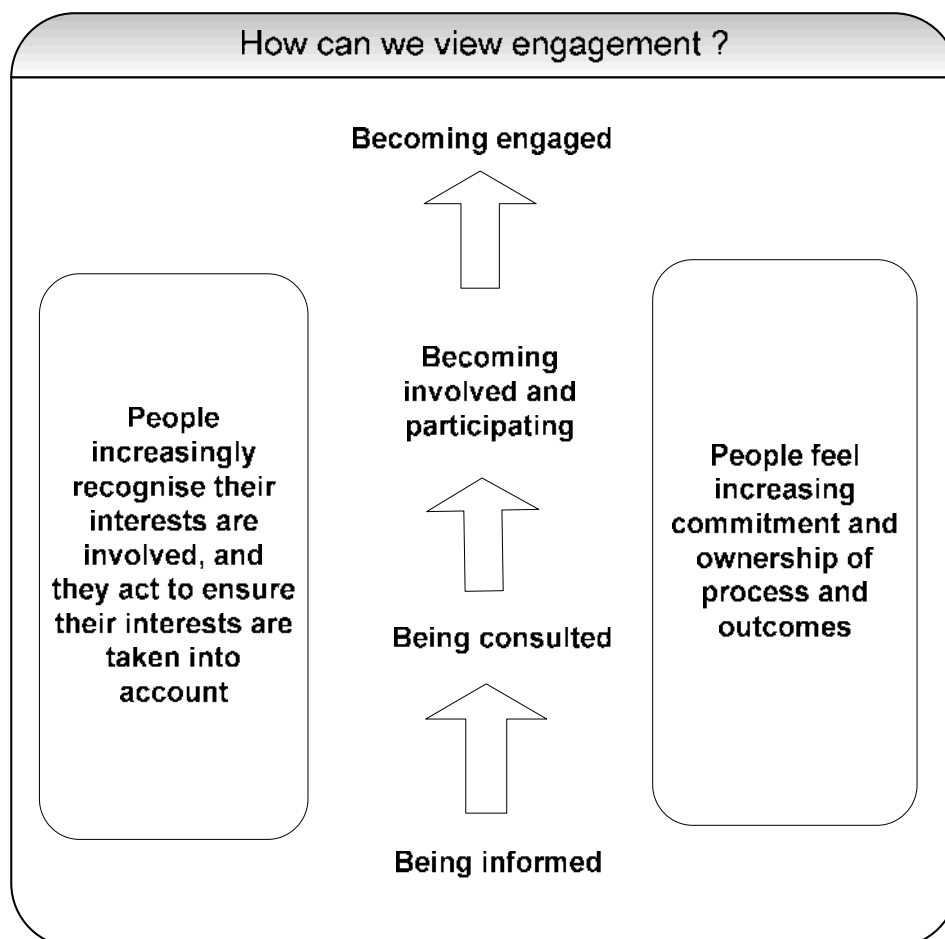 How can we view engagement ?
Becoming engaged
Becoming
involved and
participating
Being consulted
Being informed
People
increasingly
recognise their
interests are
involved, and
they act to ensure
their interests are
taken into
account
People feel
increasing
commitment and
ownership of
process and
outcomes